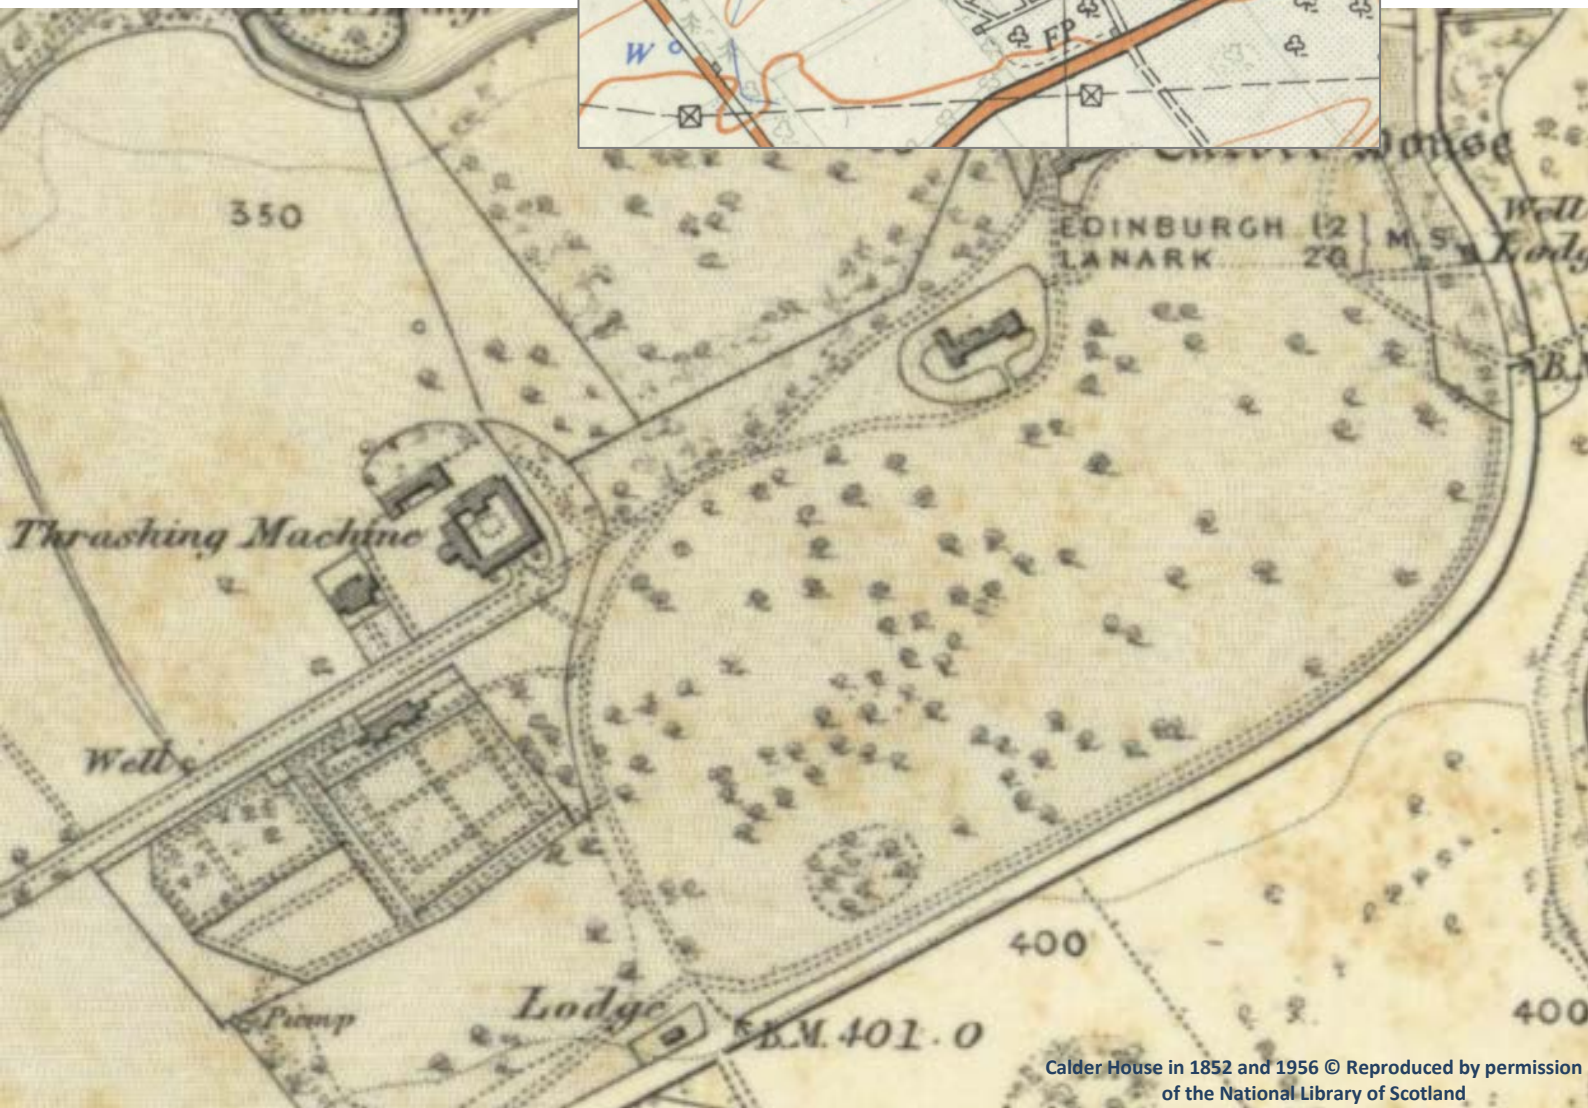 W
FP
350
House
EDINBURGH 12
LANARK 20
M.S.
Well
Thrashing Machine
Well
Pump
Lodge
B.M. 401.0
400
400
Calder House in 1852 and 1956 © Reproduced by permission
of the National Library of Scotland